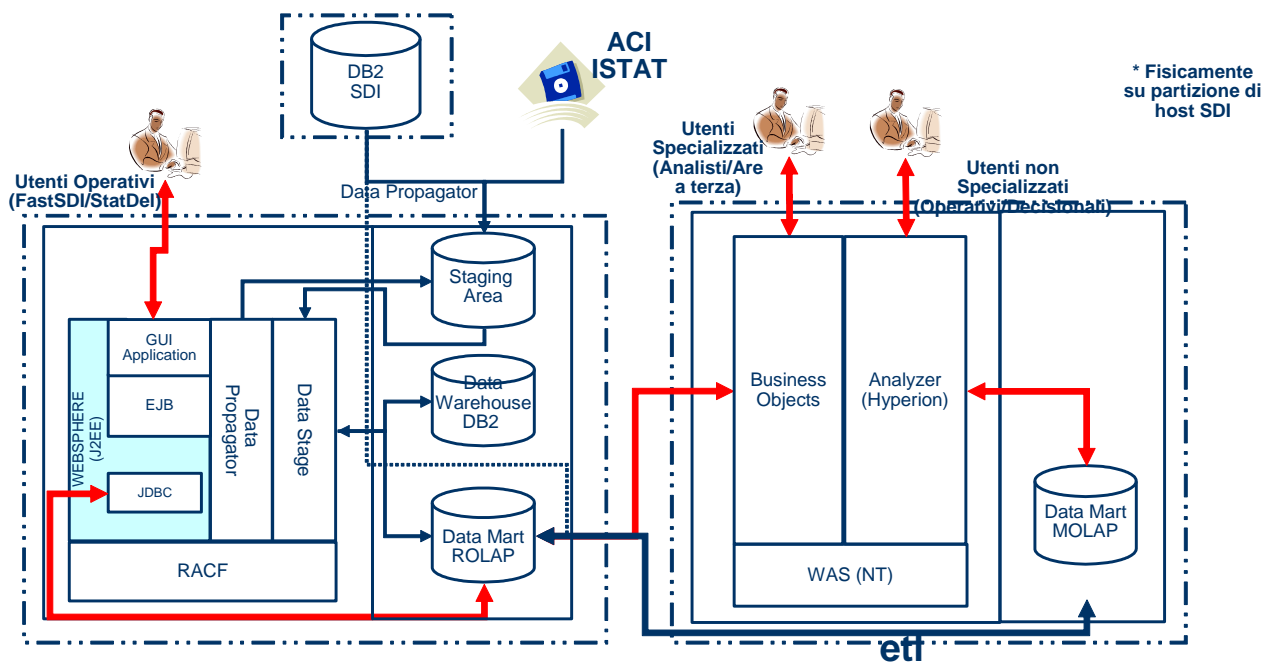 DB2
SDI
ACI
ISTAT
* Fisicamente
su partizione di
host SDI
Utenti
Specializzati
(Analisti/Are
a terza)
Utenti non
Specializzati
(Operativi/Decisionali)
Utenti Operativi
(FastSDI/StatDel)
Data Propagator
Staging
Area
GUI
Application
EJB
WEBSPHERE
(J2EE)
JDBC
Data
Propagator
Data Stage
RACF
Data
Warehouse
DB2
Data Mart
ROLAP
Business
Objects
Analyzer
(Hyperion)
WAS (NT)
Data Mart
MOLAP
etl